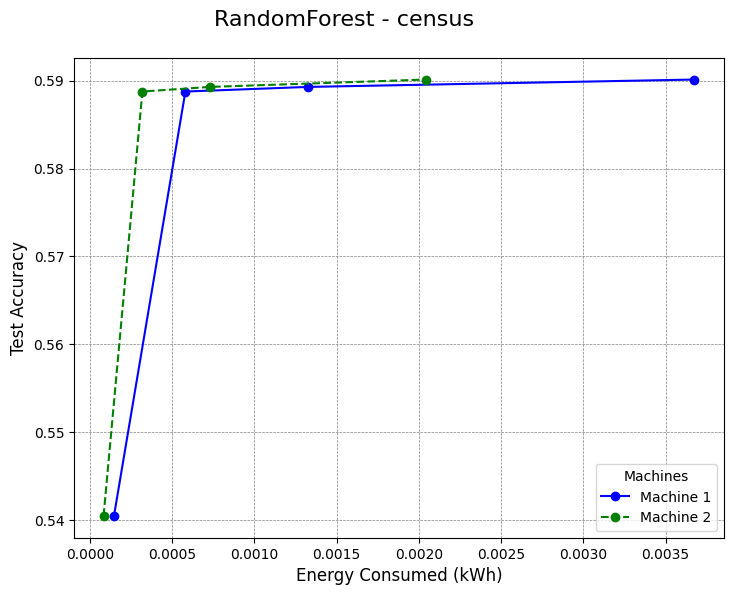 RandomForest - census
0.59
0.58
0.57
0.56
0.55
0.54
Test Accuracy
Machines
Machine 1
Machine 2
0.0000 0.0005 0.0010 0.0015 0.0020 0.0025 0.0030 0.0035
Energy Consumed (kWh)